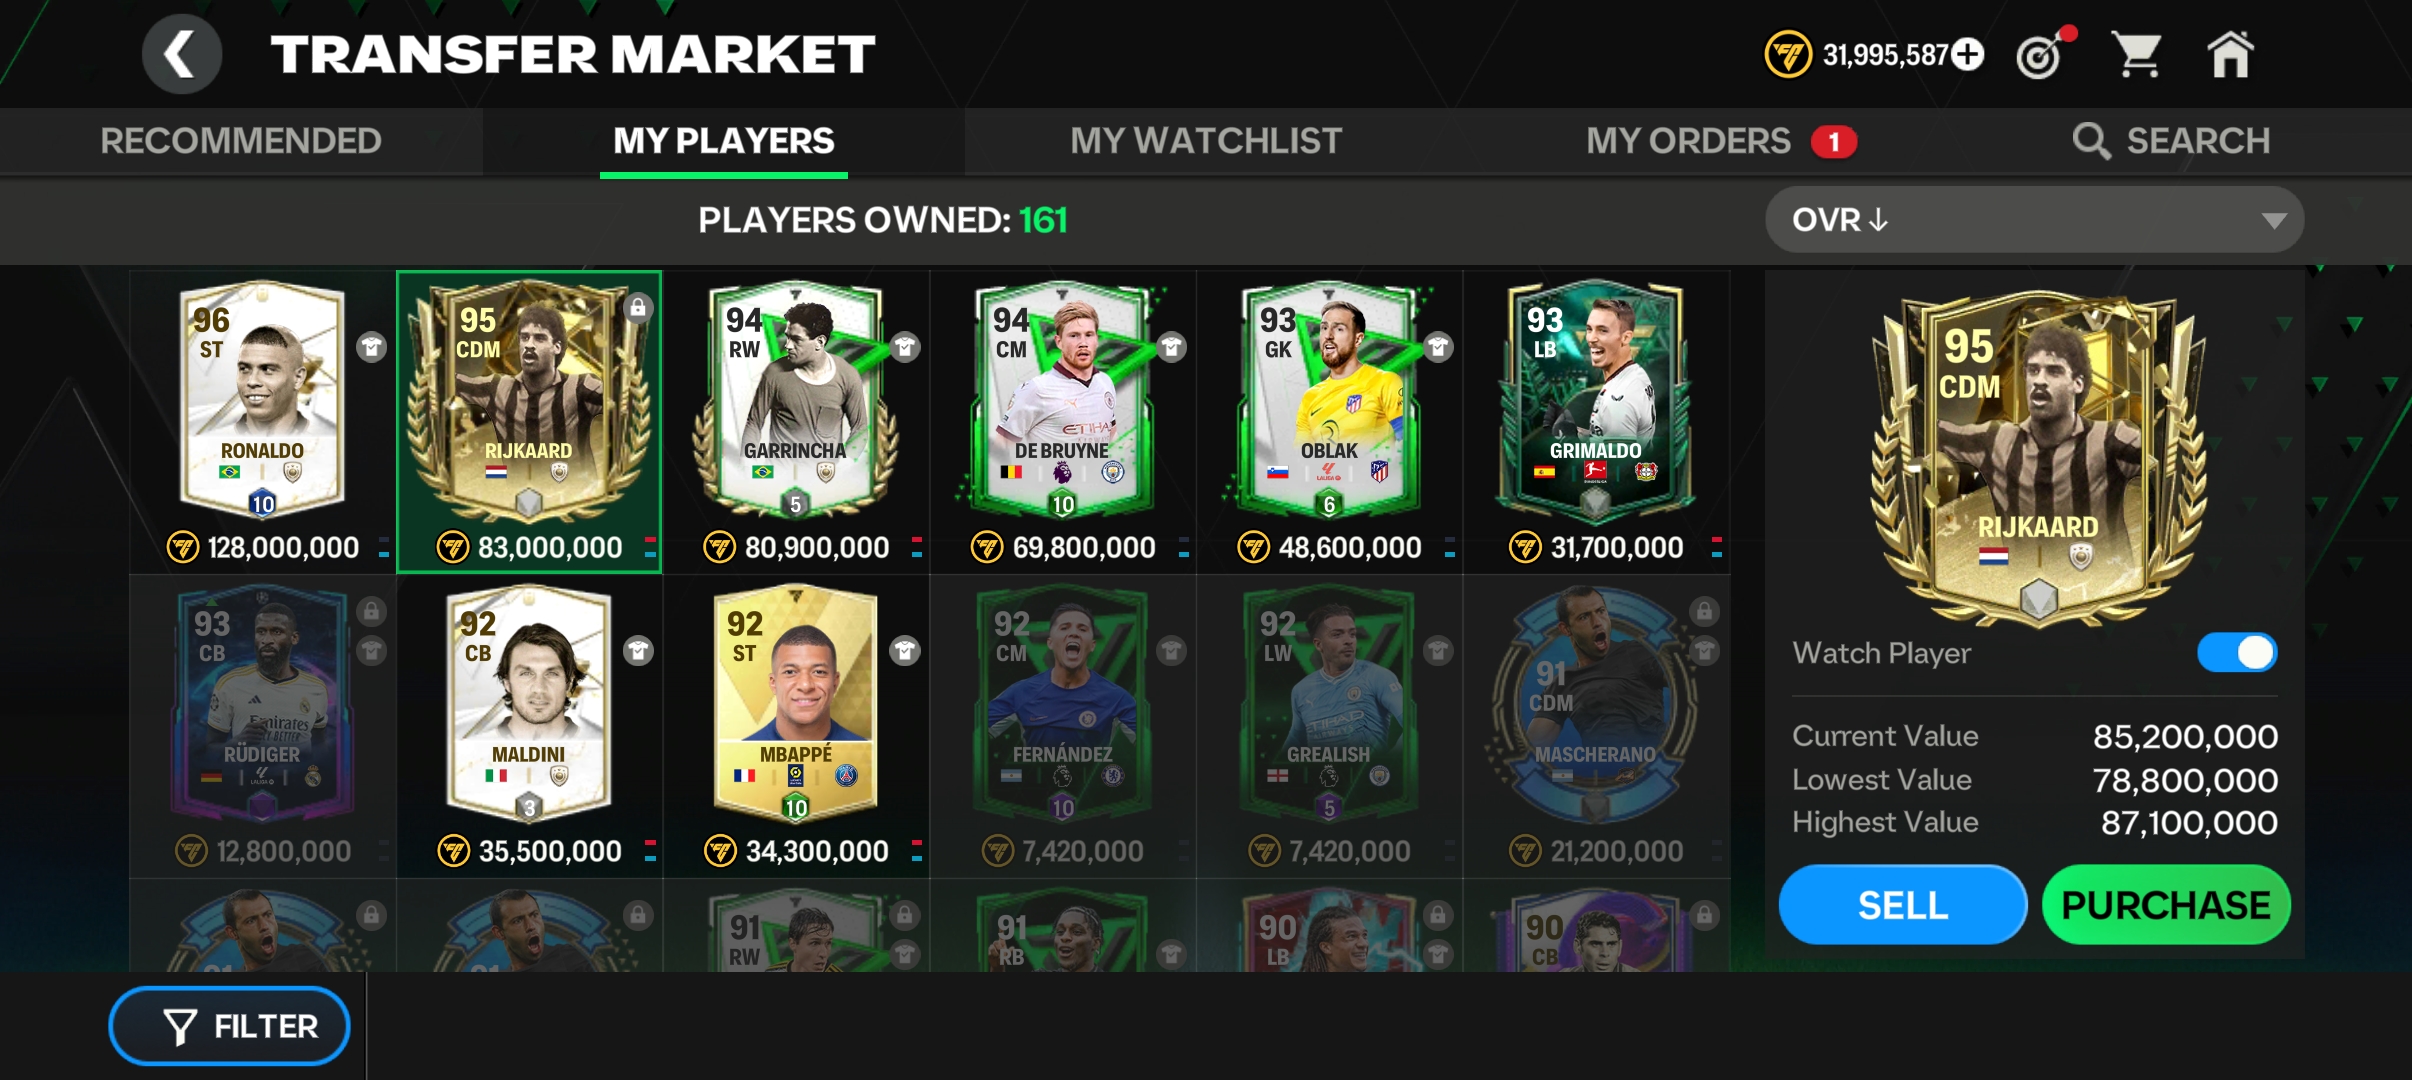 TRANSFER MARKET
31,995,587
RECOMMENDED
MY PLAYERS
MY WATCHLIST
MY ORDERS 1
SEARCH
PLAYERS OWNED: 161
OVR ↓
96
ST
RONALDO
10
128,000,000
95
CDM
RIJKAARD
83,000,000
94
RW
GARRINCHA
5
80,900,000
94
CM
ETIHAD
DE BRUYNE
10
69,800,000
93
GK
OBLAK
6
48,600,000
93
LB
GRIMALDO
31,700,000
93
CB
Emirates
RÜDIGER
12,800,000
92
CB
MALDINI
3
35,500,000
92
ST
MBAPPÉ
10
34,300,000
92
CM
FERNÁNDEZ
10
7,420,000
92
LW
ETIHAD
GREALISH
5
7,420,000
91
CDM
MASCHERANO
21,200,000
91
RW
91
RB
90
LB
90
CB
95
CDM
RIJKAARD
Watch Player
Current Value 85,200,000
Lowest Value 78,800,000
Highest Value 87,100,000
SELL
PURCHASE
FILTER